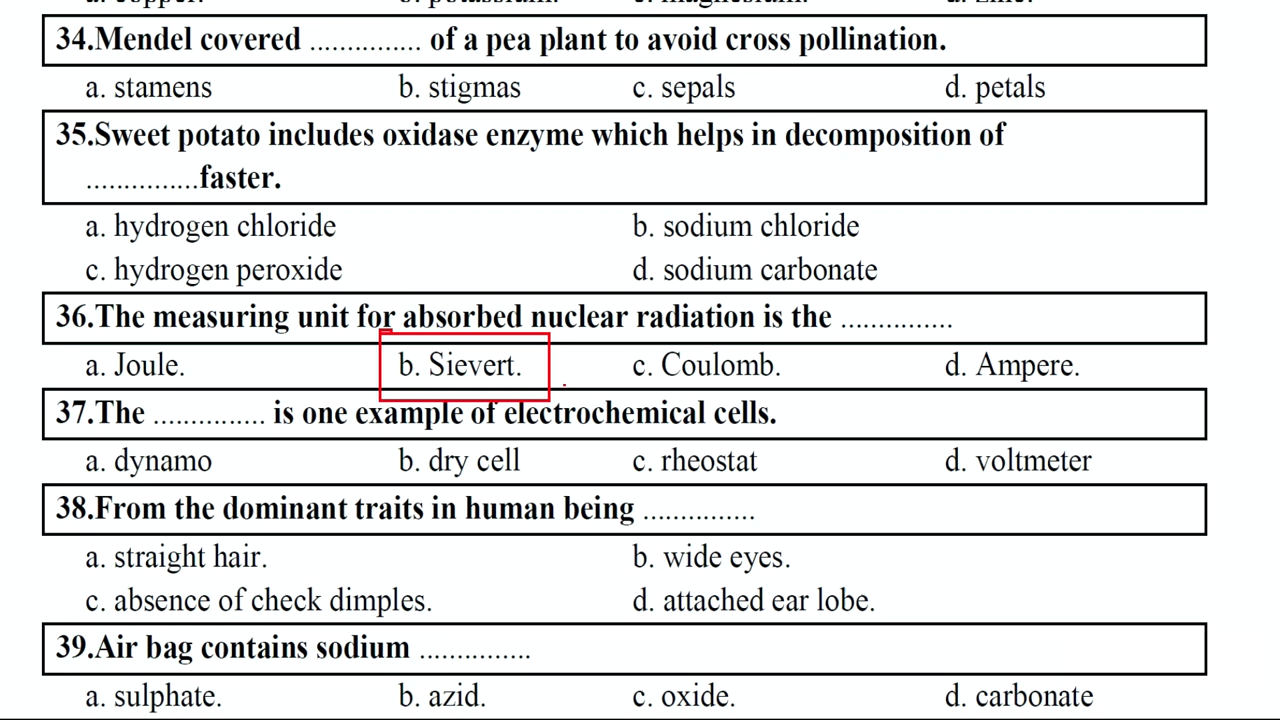 34.Mendel covered ............... of a pea plant to avoid cross pollination.
a. stamens b. stigmas c. sepals d. petals
35.Sweet potato includes oxidase enzyme which helps in decomposition of
...............faster.
a. hydrogen chloride b. sodium chloride
c. hydrogen peroxide d. sodium carbonate
36.The measuring unit for absorbed nuclear radiation is the ...............
a. Joule. b. Sievert. c. Coulomb. d. Ampere.
37.The ............... is one example of electrochemical cells.
a. dynamo b. dry cell c. rheostat d. voltmeter
38.From the dominant traits in human being ...............
a. straight hair. b. wide eyes.
c. absence of check dimples. d. attached ear lobe.
39.Air bag contains sodium ...............
a. sulphate. b. azid. c. oxide. d. carbonate